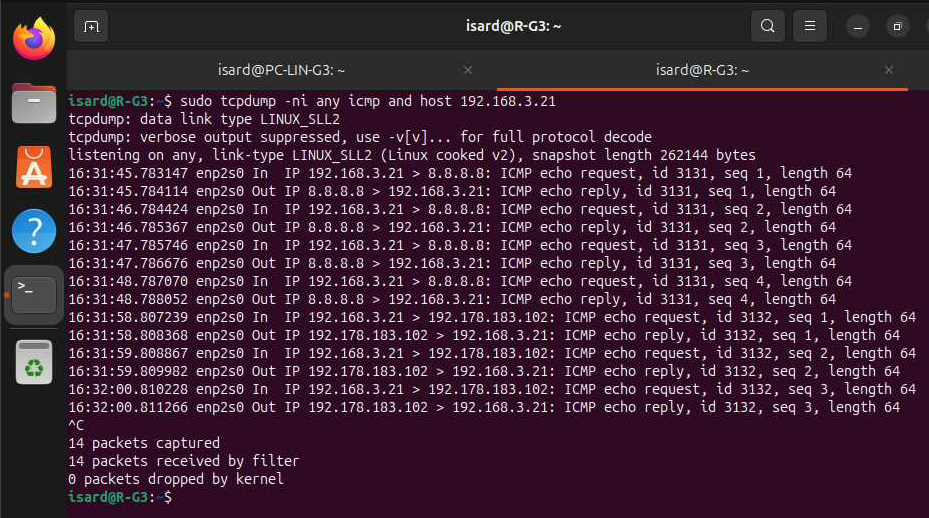 isard@R-G3: ~
isard@PC-LIN-G3: ~ × isard@R-G3: ~ ×
isard@R-G3:~$ sudo tcpdump -ni any icmp and host 192.168.3.21
tcpdump: data link type LINUX_SLL2
tcpdump: verbose output suppressed, use -v[v]... for full protocol decode
listening on any, link-type LINUX_SLL2 (Linux cooked v2), snapshot length 262144 bytes
16:31:45.783147 enp2s0 In  IP 192.168.3.21 > 8.8.8.8: ICMP echo request, id 3131, seq 1, length 64
16:31:45.784114 enp2s0 Out IP 8.8.8.8 > 192.168.3.21: ICMP echo reply, id 3131, seq 1, length 64
16:31:46.784424 enp2s0 In  IP 192.168.3.21 > 8.8.8.8: ICMP echo request, id 3131, seq 2, length 64
16:31:46.785367 enp2s0 Out IP 8.8.8.8 > 192.168.3.21: ICMP echo reply, id 3131, seq 2, length 64
16:31:47.785746 enp2s0 In  IP 192.168.3.21 > 8.8.8.8: ICMP echo request, id 3131, seq 3, length 64
16:31:47.786676 enp2s0 Out IP 8.8.8.8 > 192.168.3.21: ICMP echo reply, id 3131, seq 3, length 64
16:31:48.787070 enp2s0 In  IP 192.168.3.21 > 8.8.8.8: ICMP echo request, id 3131, seq 4, length 64
16:31:48.788052 enp2s0 Out IP 8.8.8.8 > 192.168.3.21: ICMP echo reply, id 3131, seq 4, length 64
16:31:58.807239 enp2s0 In  IP 192.168.3.21 > 192.178.183.102: ICMP echo request, id 3132, seq 1, length 64
16:31:58.808368 enp2s0 Out IP 192.178.183.102 > 192.168.3.21: ICMP echo reply, id 3132, seq 1, length 64
16:31:59.808867 enp2s0 In  IP 192.168.3.21 > 192.178.183.102: ICMP echo request, id 3132, seq 2, length 64
16:31:59.809982 enp2s0 Out IP 192.178.183.102 > 192.168.3.21: ICMP echo reply, id 3132, seq 2, length 64
16:32:00.810228 enp2s0 In  IP 192.168.3.21 > 192.178.183.102: ICMP echo request, id 3132, seq 3, length 64
16:32:00.811266 enp2s0 Out IP 192.178.183.102 > 192.168.3.21: ICMP echo reply, id 3132, seq 3, length 64
^C
14 packets captured
14 packets received by filter
0 packets dropped by kernel
isard@R-G3:~$